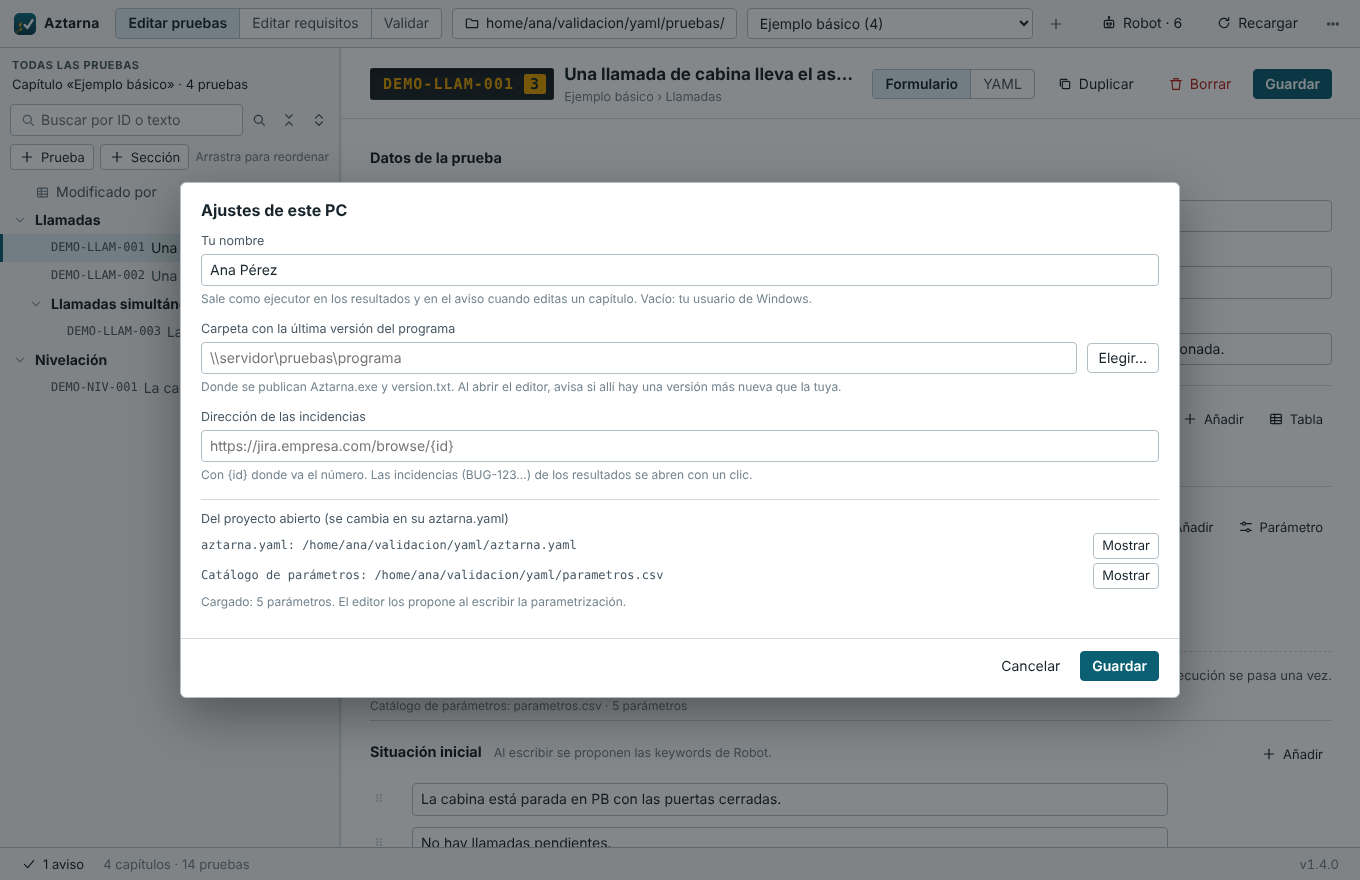 Aztarna
Editar pruebas
Editar requisitos
Validar
home/ana/validacion/yaml/pruebas/
Ejemplo básico (4)
Robot · 6
Recargar
TODAS LAS PRUEBAS
Capítulo «Ejemplo básico» · 4 pruebas
Buscar por ID o texto
Prueba
Sección
Arrastra para reordenar
Modificado por
Llamadas
DEMO-LLAM-001 Una
DEMO-LLAM-002 Una
Llamadas simultán
DEMO-LLAM-003 La
Nivelación
DEMO-NIV-001 La ca
DEMO-LLAM-001 3
Una llamada de cabina lleva el as...
Ejemplo básico › Llamadas
Formulario
YAML
Duplicar
Borrar
Guardar
Datos de la prueba
onada.
Añadir
Tabla
ñadir
Parámetro
ecución se pasa una vez.
Catálogo de parámetros: parametros.csv · 5 parámetros
Situación inicial
Al escribir se proponen las keywords de Robot.
Añadir
La cabina está parada en PB con las puertas cerradas.
No hay llamadas pendientes.
Ajustes de este PC
Tu nombre
Ana Pérez
Sale como ejecutor en los resultados y en el aviso cuando editas un capítulo. Vacío: tu usuario de Windows.
Carpeta con la última versión del programa
\\servidor\pruebas\programa
Elegir...
Donde se publican Aztarna.exe y version.txt. Al abrir el editor, avisa si allí hay una versión más nueva que la tuya.
Dirección de las incidencias
https://jira.empresa.com/browse/{id}
Con {id} donde va el número. Las incidencias (BUG-123…) de los resultados se abren con un clic.
Del proyecto abierto (se cambia en su aztarna.yaml)
aztarna.yaml: /home/ana/validacion/yaml/aztarna.yaml
Mostrar
Catálogo de parámetros: /home/ana/validacion/yaml/parametros.csv
Mostrar
Cargado: 5 parámetros. El editor los propone al escribir la parametrización.
Cancelar
Guardar
1 aviso
4 capítulos · 14 pruebas
v1.4.0